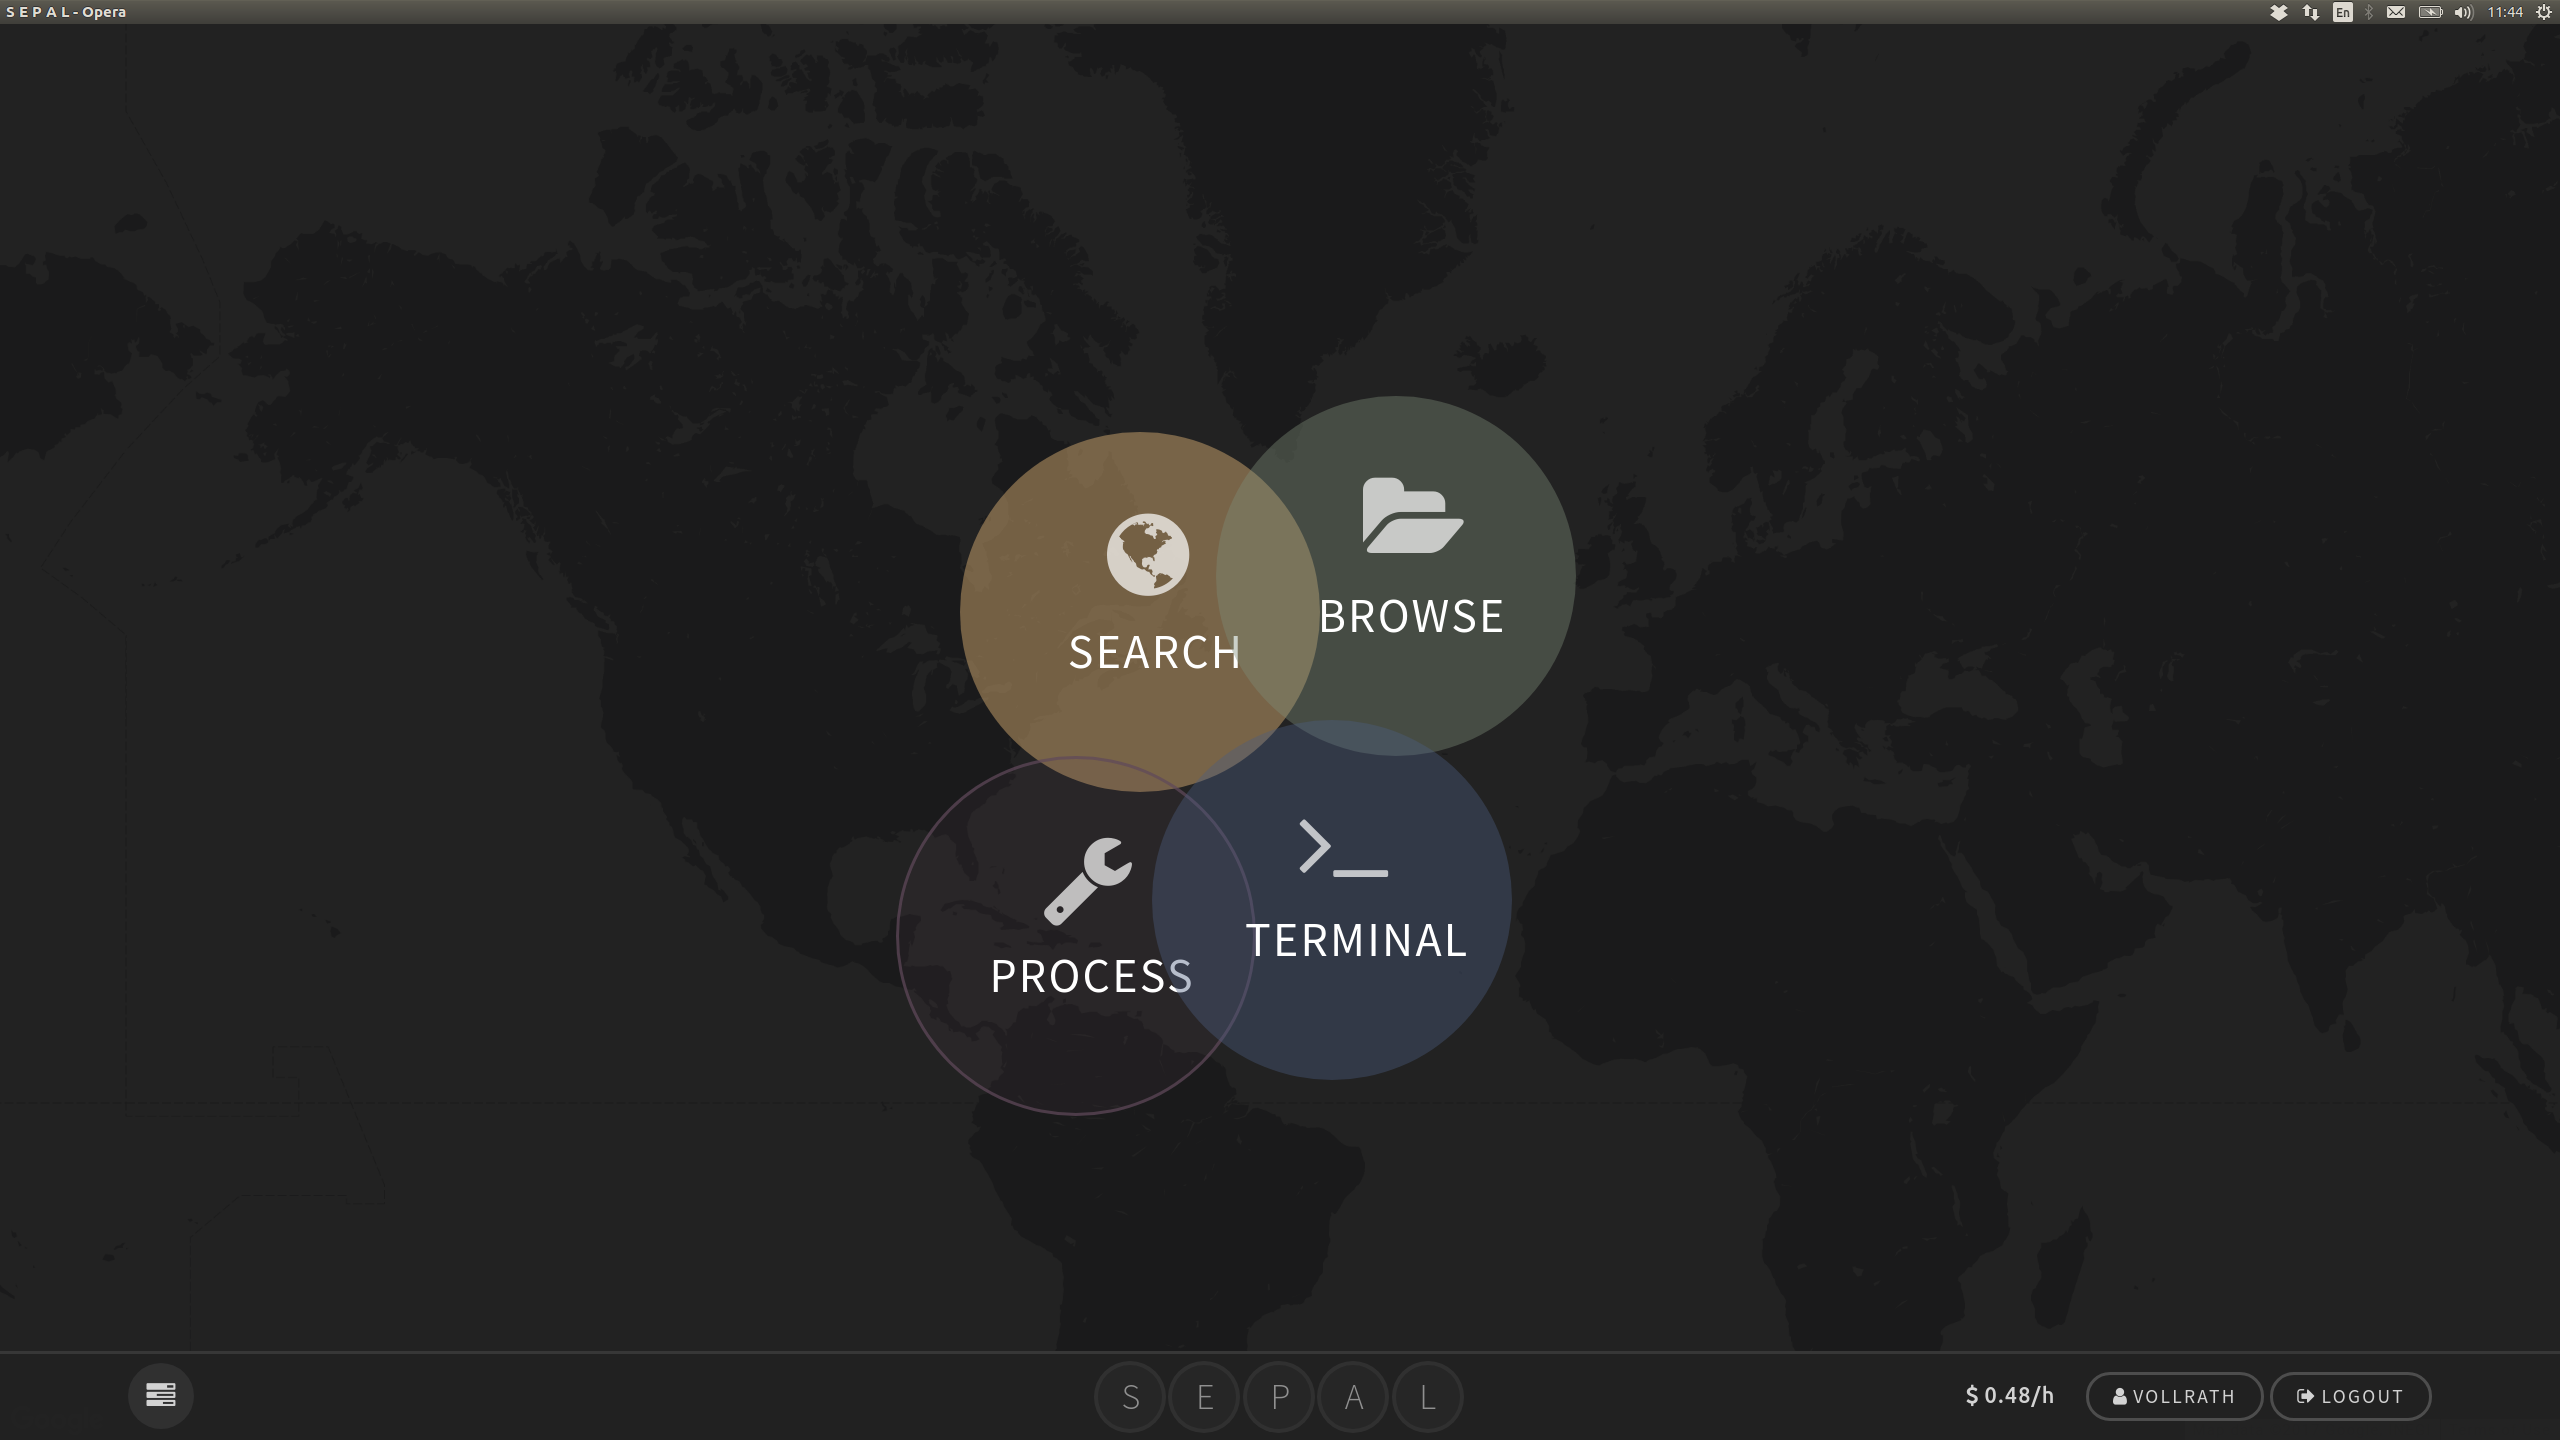 S E P A L - Opera
En
11:44
SEARCH
BROWSE
PROCESS
TERMINAL
S E P A L
$ 0.48/h
VOLLRATH
LOGOUT